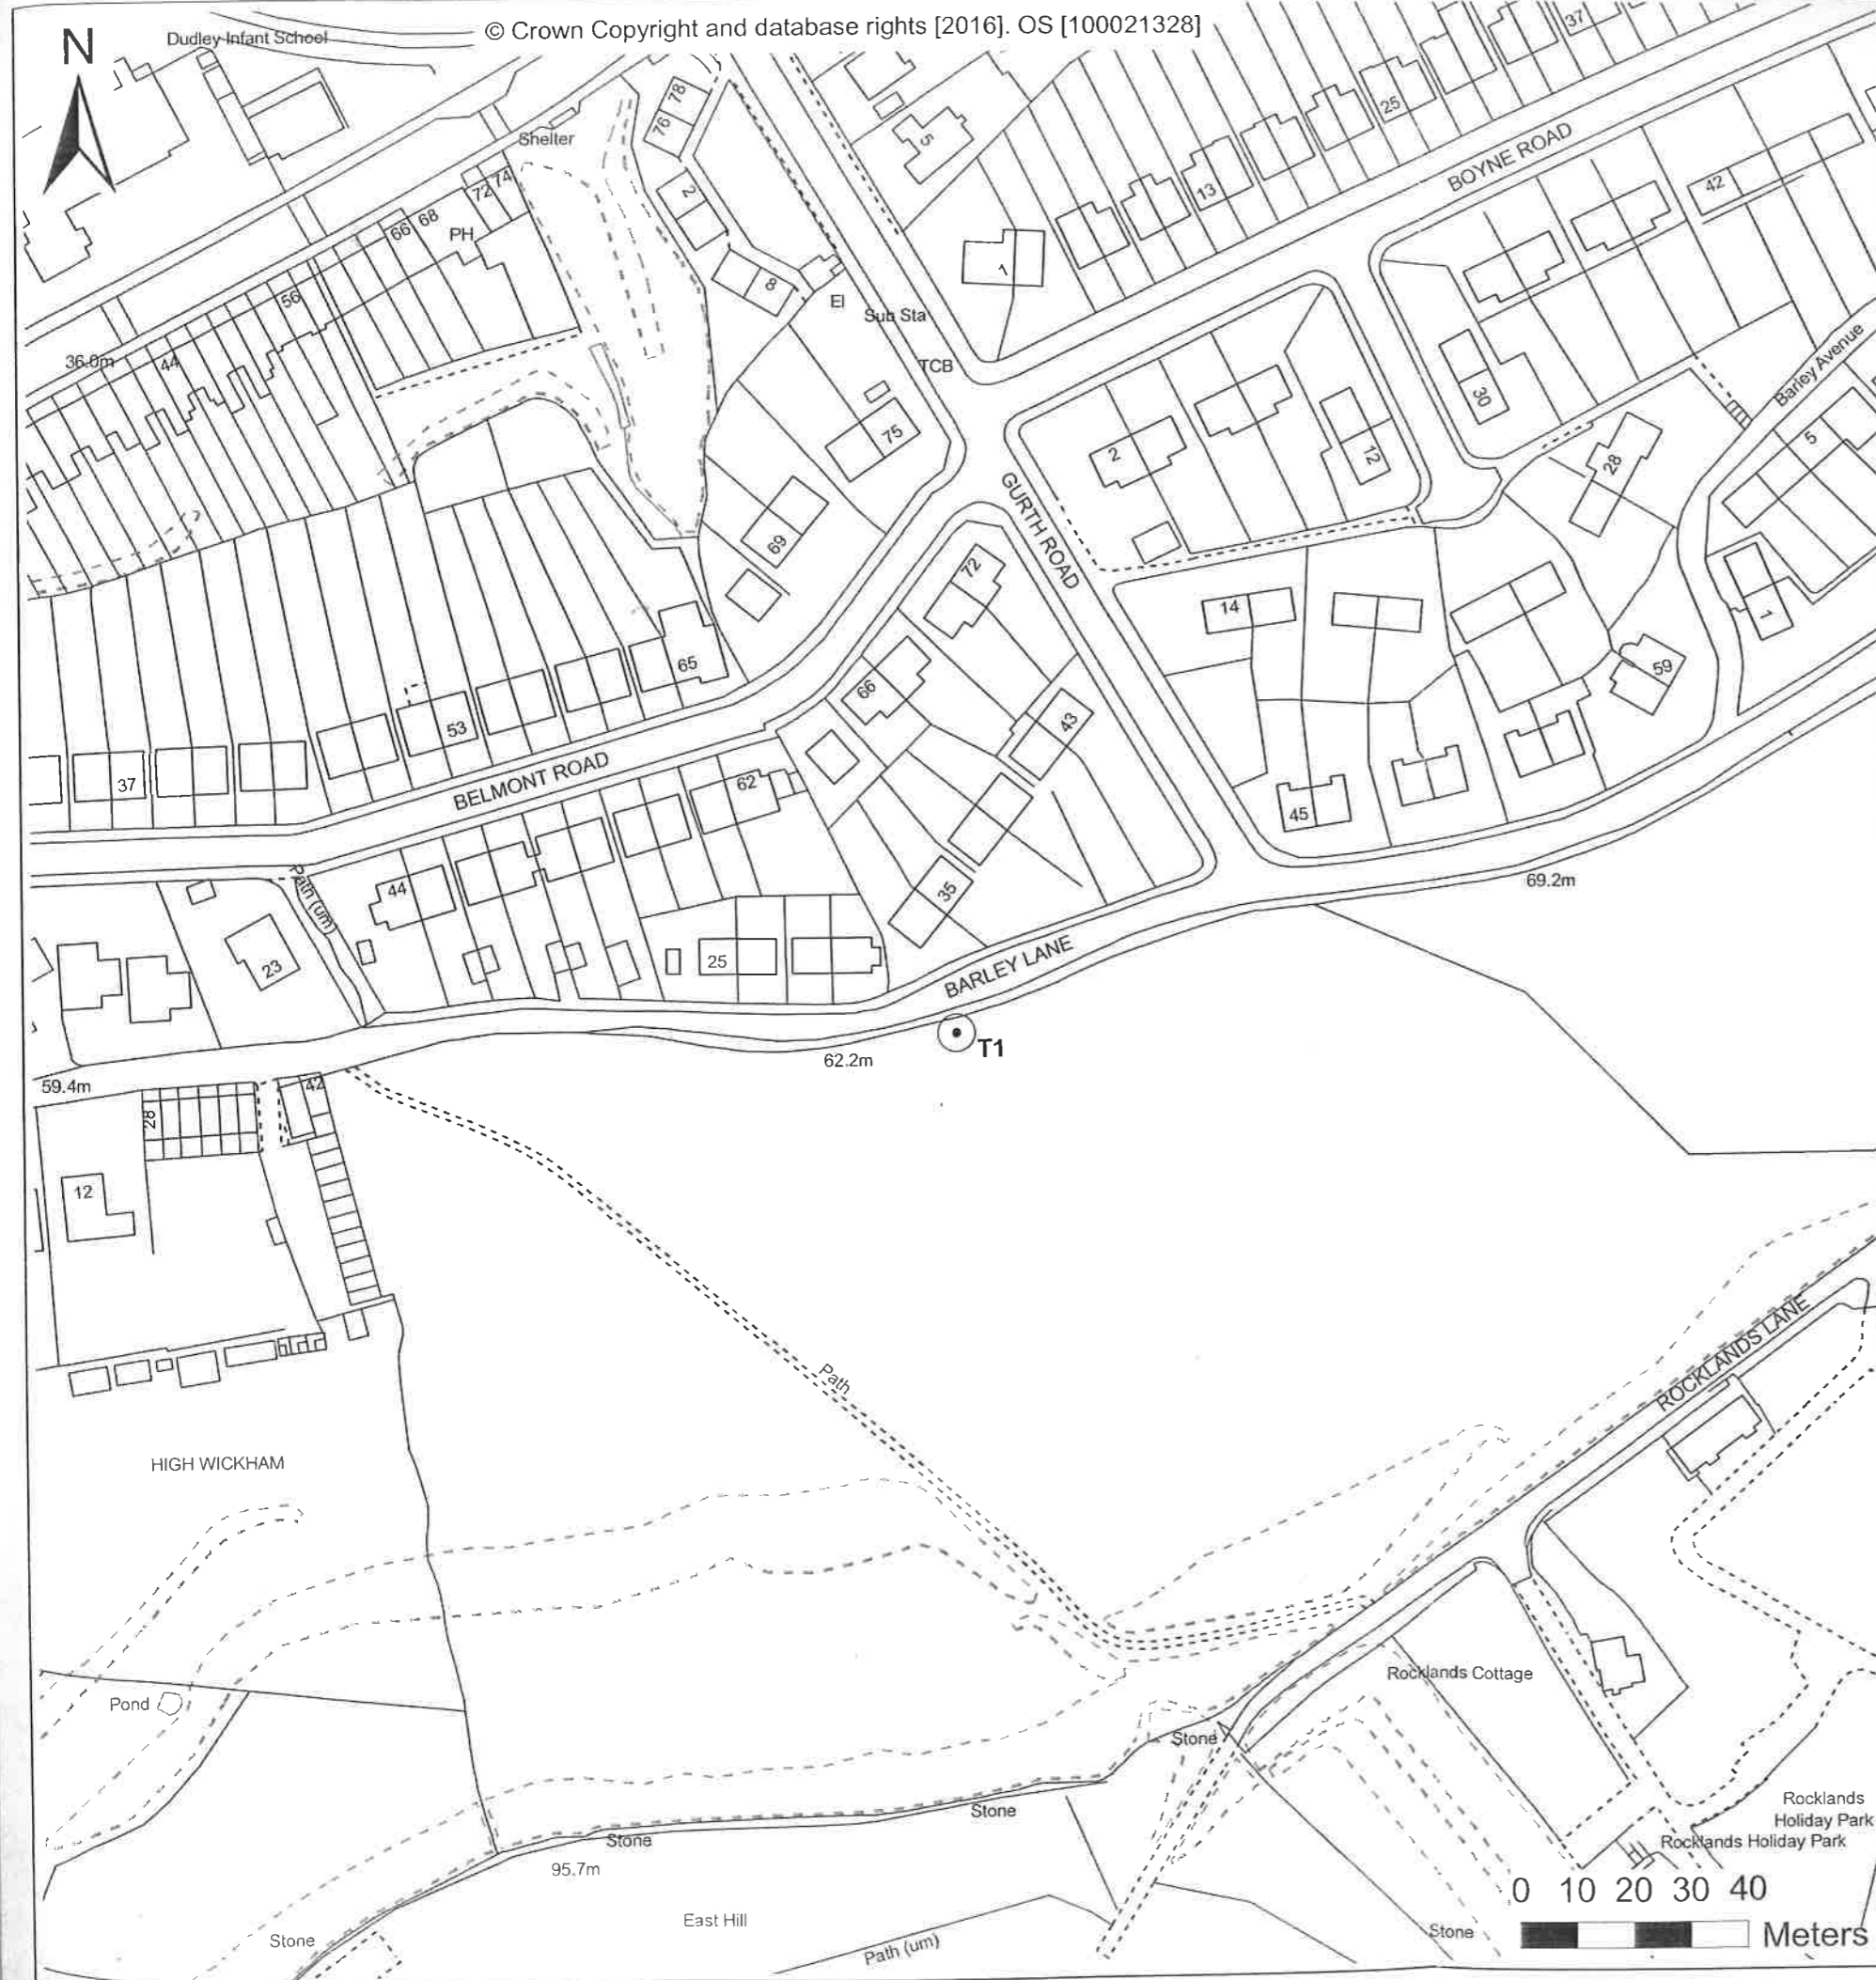 © Crown Copyright and database rights [2016]. OS [100021328]
N
Dudley Infant School
37
78
76
Shelter
5
25
BOYNE ROAD
74
72
68
66
PH
2
13
42
1
8
56
El
Sub Sta
TCB
36.0m
44
Barley Avenue
30
75
2
12
28
5
GURTH ROAD
69
72
14
1
65
66
59
43
53
37
BELMONT ROAD
62
45
44
35
69.2m
Path (um)
23
25
BARLEY LANE
T1
62.2m
59.4m
42
28
12
Path
ROCKLANDS LANE
HIGH WICKHAM
Rocklands Cottage
Pond
Stone
Stone
Stone
95.7m
Rocklands
Holiday Park
Rocklands Holiday Park
East Hill
Stone
Path (um)
Stone
0 10 20 30 40
Meters